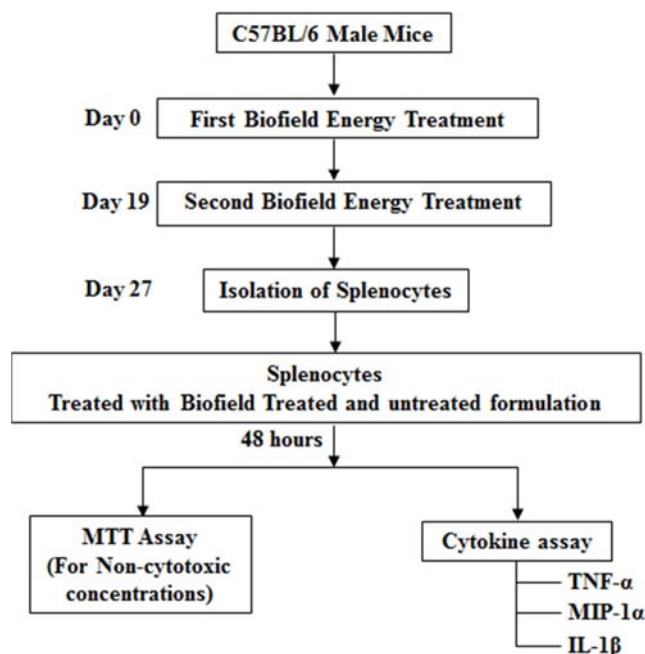 C57BL/6 Male Mice
Day 0
First Biofield Energy Treatment
Day 19
Second Biofield Energy Treatment
Day 27
Isolation of Splenocytes
Splenocytes
Treated with Biofield Treated and untreated formulation
48 hours
MTT Assay
(For Non-cytotoxic
concentrations)
Cytokine assay
TNF-α
MIP-1α
IL-1β